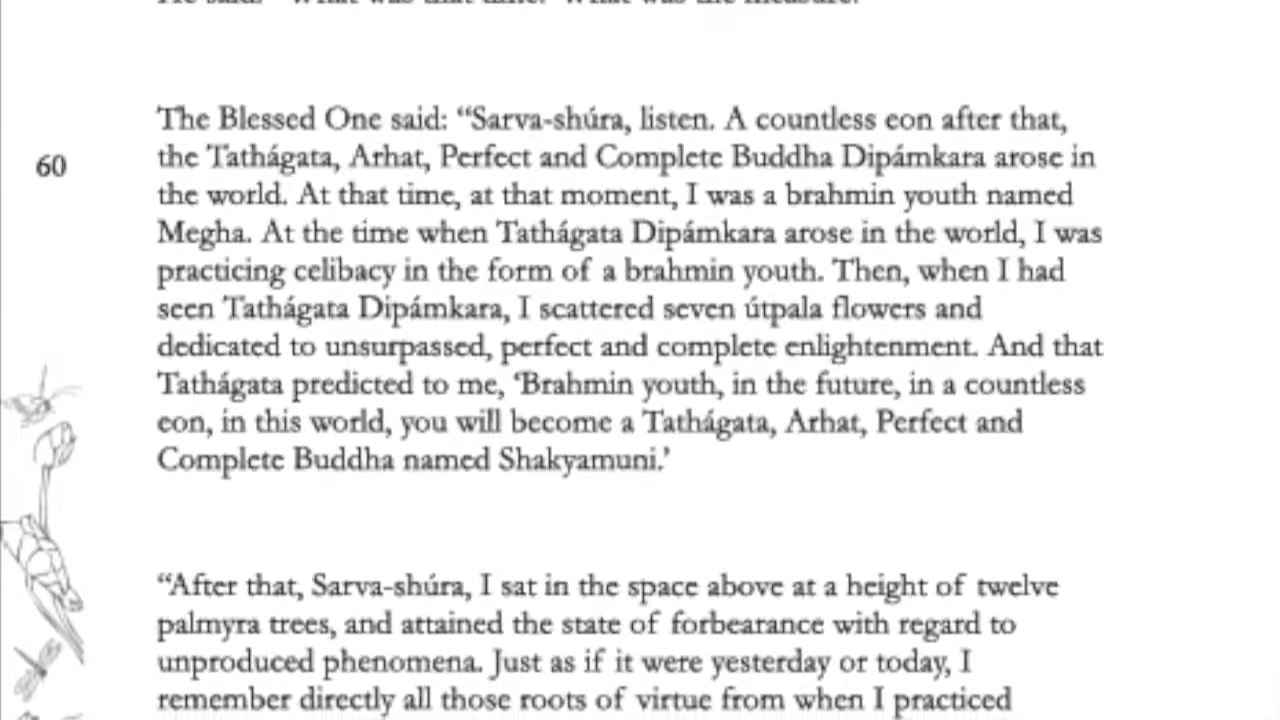 The Blessed One said: “Sarva-shúra, listen. A countless eon after that,
60
the Tathágata, Arhat, Perfect and Complete Buddha Dipámkara arose in
the world. At that time, at that moment, I was a brahmin youth named
Megha. At the time when Tathágata Dipámkara arose in the world, I was
practicing celibacy in the form of a brahmin youth. Then, when I had
seen Tathágata Dipámkara, I scattered seven útpala flowers and
dedicated to unsurpassed, perfect and complete enlightenment. And that
Tathágata predicted to me, ‘Brahmin youth, in the future, in a countless
eon, in this world, you will become a Tathágata, Arhat, Perfect and
Complete Buddha named Shakyamuni.’
“After that, Sarva-shúra, I sat in the space above at a height of twelve
palmyra trees, and attained the state of forbearance with regard to
unproduced phenomena. Just as if it were yesterday or today, I
remember directly all those roots of virtue from when I practiced